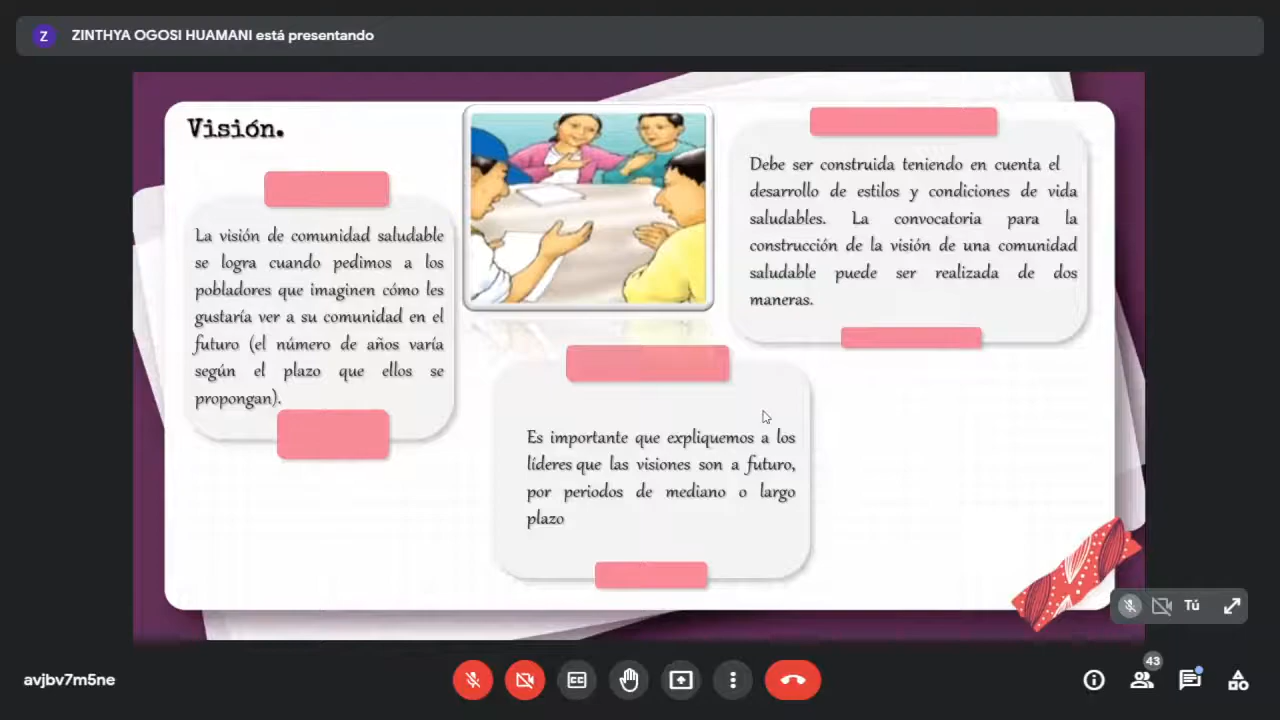 Z
ZINTHYA OGOSI HUAMANI está presentando
Visión.
La visión de comunidad saludable
se logra cuando pedimos a los
pobladores que imaginen cómo les
gustaría ver a su comunidad en el
futuro (el número de años varía
según el plazo que ellos se
propongan).
Debe ser construida teniendo en cuenta el
desarrollo de estilos y condiciones de vida
saludables. La convocatoria para la
construcción de la visión de una comunidad
saludable puede ser realizada de dos
maneras.
Es importante que expliquemos a los
líderes que las visiones son a futuro,
por periodos de mediano o largo
plazo
Tú
avjbv7m5ne
CC
43